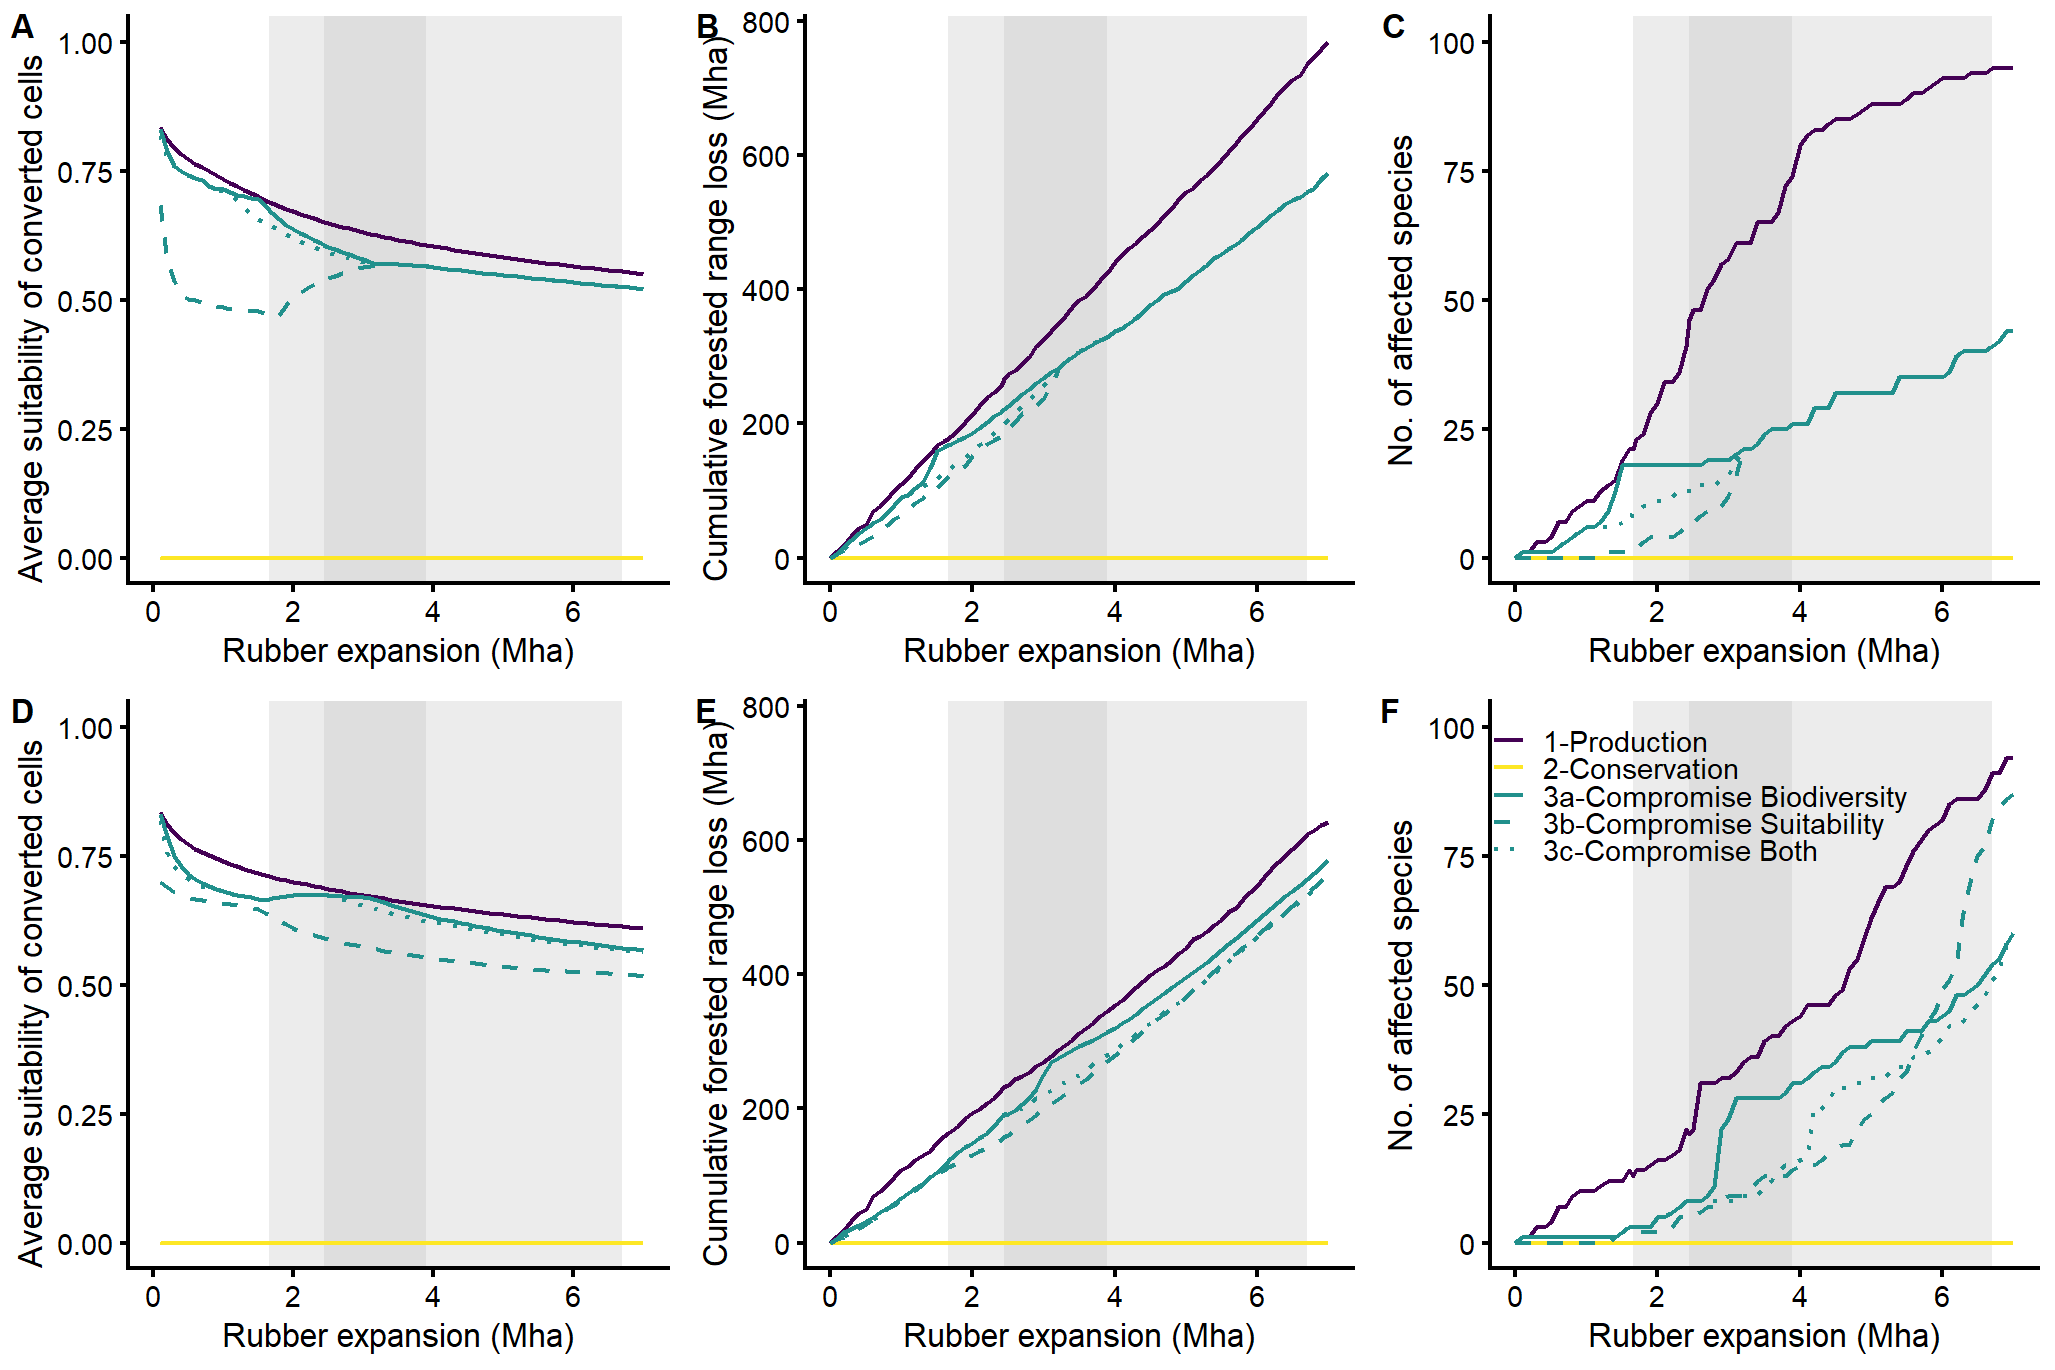 A
Average suitability of converted cells
1.00
0.75
0.50
0.25
0.00
0 2 4 6
Rubber expansion (Mha)
B
Cumulative forested range loss (Mha)
800
600
400
200
0
0 2 4 6
Rubber expansion (Mha)
C
No. of affected species
100
75
50
25
0
0 2 4 6
Rubber expansion (Mha)
D
Average suitability of converted cells
1.00
0.75
0.50
0.25
0.00
0 2 4 6
Rubber expansion (Mha)
E
Cumulative forested range loss (Mha)
800
600
400
200
0
0 2 4 6
Rubber expansion (Mha)
F
No. of affected species
100
75
50
25
0
1-Production
2-Conservation
3a-Compromise Biodiversity
3b-Compromise Suitability
3c-Compromise Both
0 2 4 6
Rubber expansion (Mha)